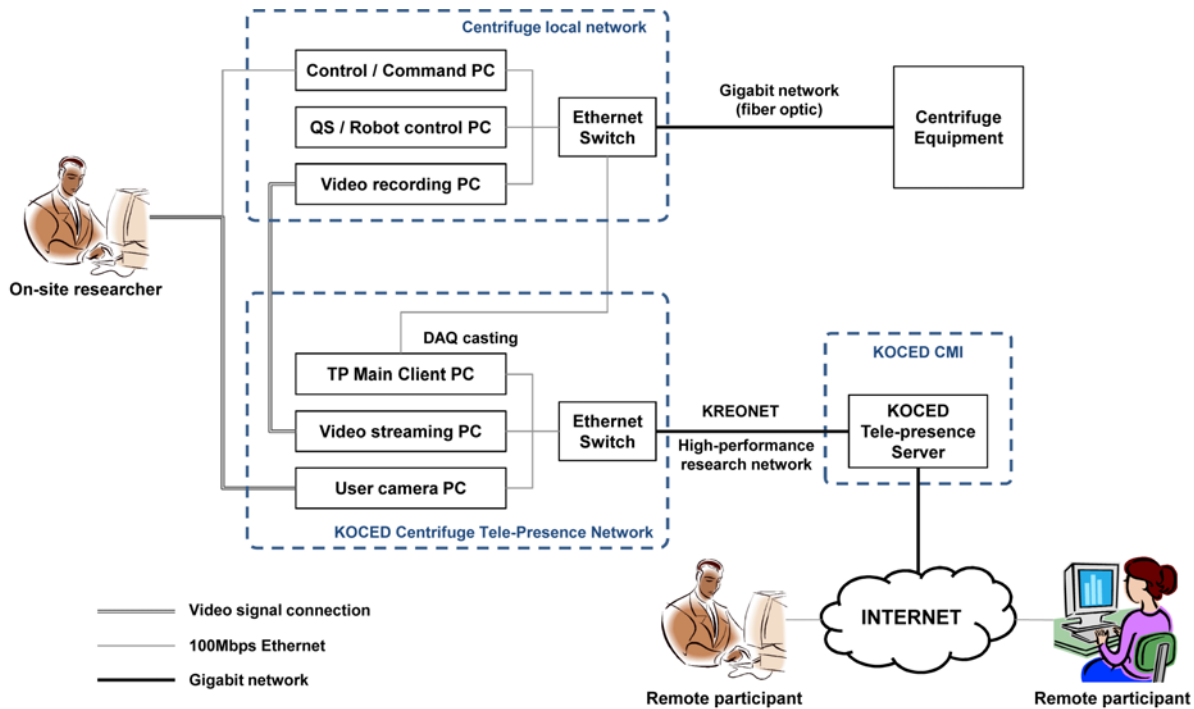 Centrifuge local network
Control / Command PC
QS / Robot control PC
Video recording PC
Ethernet
Switch
Gigabit network
(fiber optic)
Centrifuge
Equipment
On-site researcher
DAQ casting
TP Main Client PC
Video streaming PC
User camera PC
Ethernet
Switch
KOCED Centrifuge Tele-Presence Network
KREONET
High-performance
research network
KOCED CMI
KOCED
Tele-presence
Server
INTERNET
Remote participant
Remote participant
Video signal connection
100Mbps Ethernet
Gigabit network